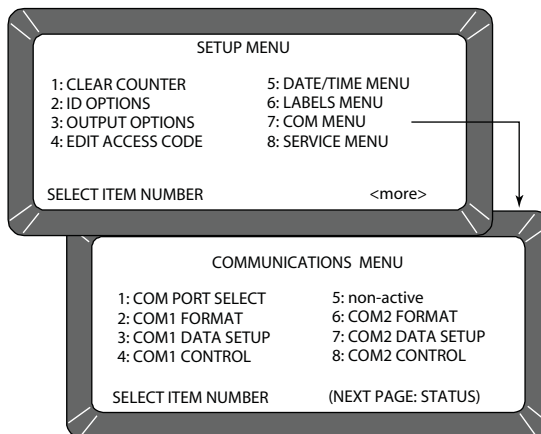 SETUP MENU
1: CLEAR COUNTER
2: ID OPTIONS
3: OUTPUT OPTIONS
4: EDIT ACCESS CODE
5: DATE/TIME MENU
6: LABELS MENU
7: COM MENU
8: SERVICE MENU
SELECT ITEM NUMBER <more>
COMMUNICATIONS MENU
1: COM PORT SELECT
2: COM1 FORMAT
3: COM1 DATA SETUP
4: COM1 CONTROL
5: non-active
6: COM2 FORMAT
7: COM2 DATA SETUP
8: COM2 CONTROL
SELECT ITEM NUMBER (NEXT PAGE: STATUS)